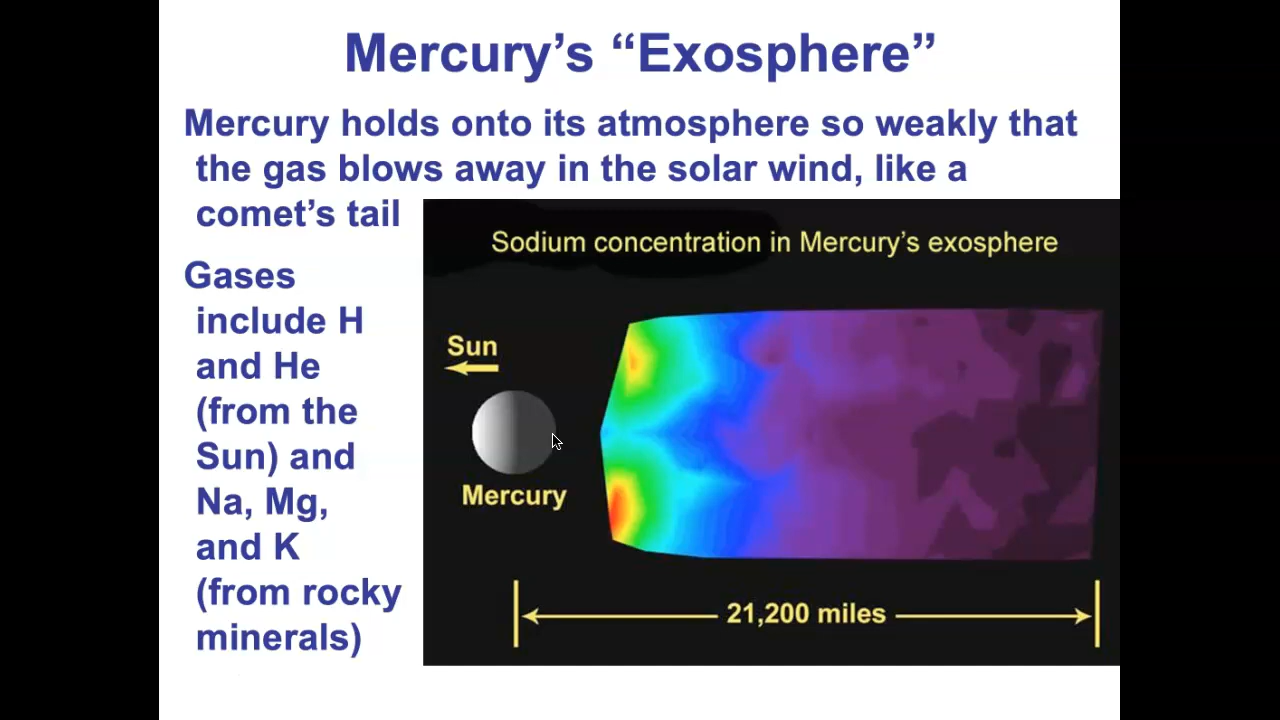 Mercury’s “Exosphere”
Mercury holds onto its atmosphere so weakly that
the gas blows away in the solar wind, like a
comet’s tail
Gases
include H
and He
(from the
Sun) and
Na, Mg,
and K
(from rocky
minerals)
Sodium concentration in Mercury’s exosphere
Sun
Mercury
21,200 miles